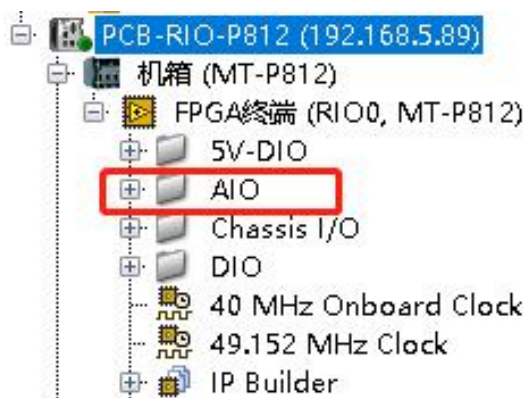 PCB-RIO-P812 (192.168.5.89)
机箱 (MT-P812)
FPGA终端 (RIO0, MT-P812)
5V-DIO
AIO
Chassis I/O
DIO
40 MHz Onboard Clock
49.152 MHz Clock
IP Builder